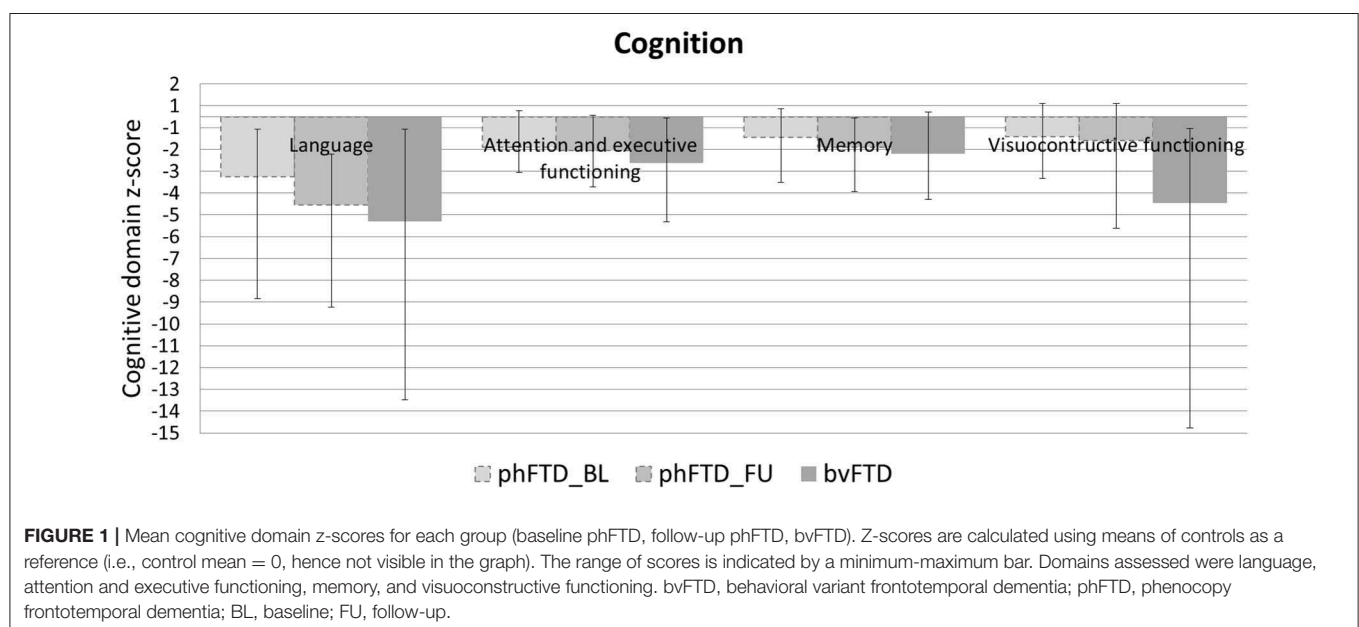 Cognition
2
1
-1
-2
-3
-4
-5
-6
-7
-8
-9
-10
-11
-12
-13
-14
-15
Cognitive domain z-score
Language
Attention and executive
functioning
Memory
Visuocontructive functioning
phFTD_BL phFTD_FU bvFTD
FIGURE 1 | Mean cognitive domain z-scores for each group (baseline phFTD, follow-up phFTD, bvFTD). Z-scores are calculated using means of controls as a
reference (i.e., control mean = 0, hence not visible in the graph). The range of scores is indicated by a minimum-maximum bar. Domains assessed were language,
attention and executive functioning, memory, and visuoconstructive functioning. bvFTD, behavioral variant frontotemporal dementia; phFTD, phenocopy
frontotemporal dementia; BL, baseline; FU, follow-up.